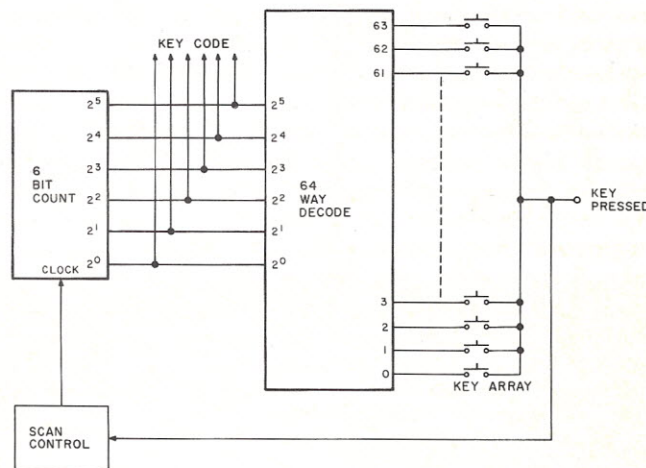 KEY CODE
6
BIT
COUNT
CLOCK
2⁵
2⁴
2³
2²
2¹
2⁰
2⁵
2⁴
2³
2²
2¹
2⁰
64
WAY
DECODE
63
62
61
3
2
1
0
KEY ARRAY
KEY
PRESSED
SCAN
CONTROL